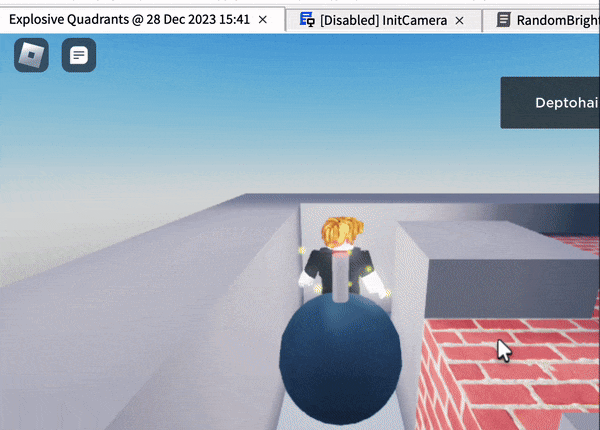 Explosive Quadrants @ 28 Dec 2023 15:41 × [Disabled] InitCamera × RandomBright
Deptohai